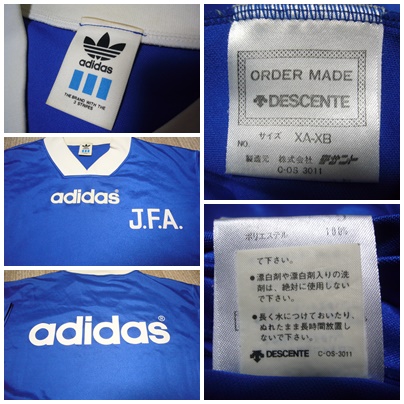 adidas
THE BRAND WITH THE
3 STRIPES
ORDER MADE
DESCENTE
サイズ XA-XB
NO.
製造元 株式会社 デサント
C-OS 3011
adidas
adidas®
J.F.A.
adidas®
ポリエステル 100%
て下さい。
●漂白剤や漂白剤入りの洗
剤は、絶対に使用しない
で下さい。
●長く水につけておいたり、
ぬれたまま長時間放置し
ないで下さい。
DESCENTE C-OS-3011